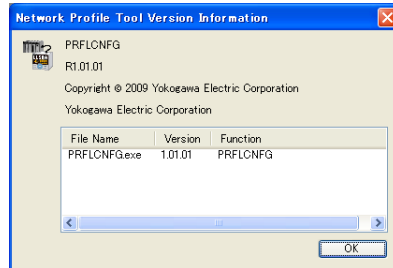 Network Profile Tool Version Information
PRFLCNFG
R1.01.01
Copyright © 2009 Yokogawa Electric Corporation
Yokogawa Electric Corporation
File Name Version Function
PRFLCNFG.exe 1.01.01 PRFLCNFG
OK